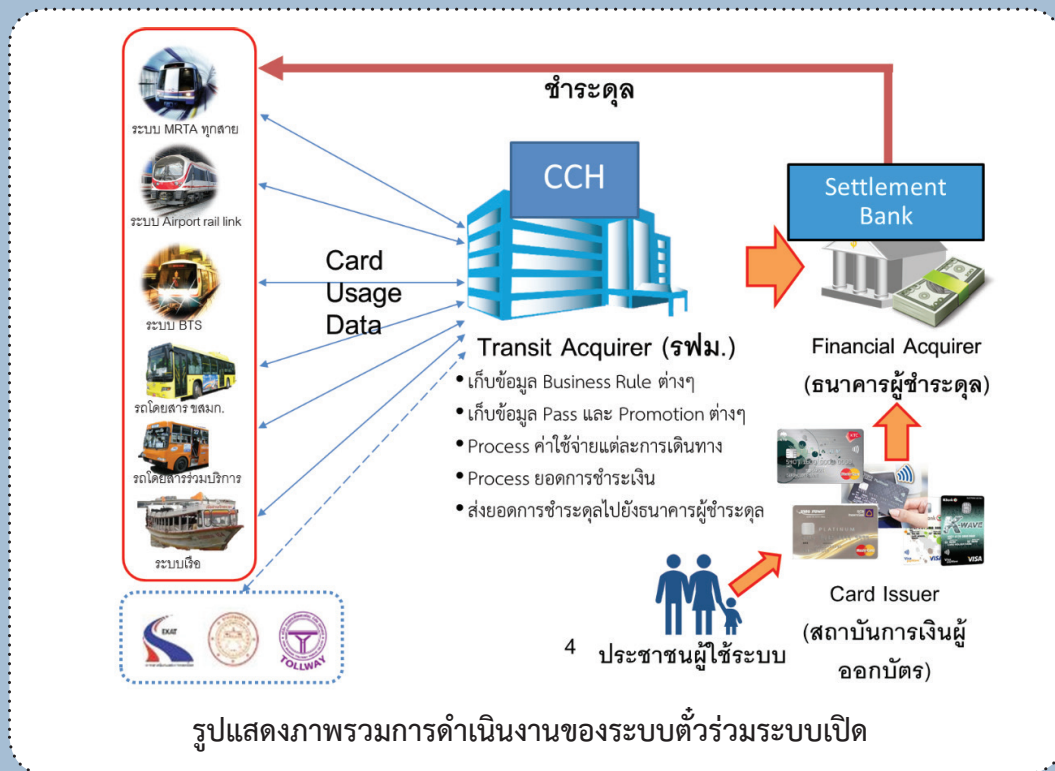 ชำระดุล
ระบบ MRTA ทุกสาย
ระบบ Airport rail link
ระบบ BTS
รถโดยสาร ขสมก.
รถโดยสารร่วมบริการ
ระบบเรือ
EXAT
TOLLWAY
Card
Usage
Data
CCH
Transit Acquirer (รฟม.)
• เก็บข้อมูล Business Rule ต่างๆ
• เก็บข้อมูล Pass และ Promotion ต่างๆ
• Process ค่าใช้จ่ายแต่ละการเดินทาง
• Process ยอดการชำระเงิน
• ส่งยอดการชำระดุลไปยังธนาคารผู้ชำระดุล
Settlement
Bank
Financial Acquirer
(ธนาคารผู้ชำระดุล)
KTC
MasterCard
PLATINUM
MasterCard
WAVE
VISA
VISA
Card Issuer
(สถาบันการเงินผู้
ออกบัตร)
4
ประชาชนผู้ใช้ระบบ
รูปแสดงภาพรวมการดำเนินงานของระบบตั๋วร่วมระบบเปิด